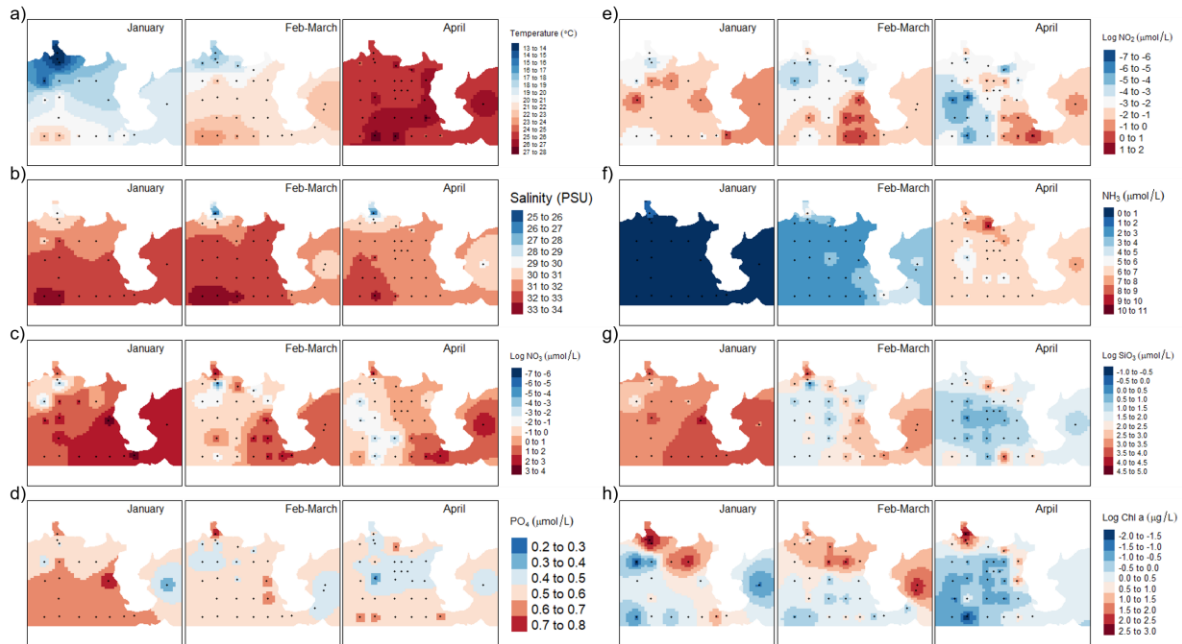 a)
January
Feb-March
April
Temperature (°C)
13 to 14
14 to 15
15 to 16
16 to 17
17 to 18
18 to 19
19 to 20
20 to 21
21 to 22
22 to 23
23 to 24
24 to 25
25 to 26
26 to 27
27 to 28
b)
January
Feb-March
April
Salinity (PSU)
25 to 26
26 to 27
27 to 28
28 to 29
29 to 30
30 to 31
31 to 32
32 to 33
33 to 34
c)
January
Feb-March
April
Log NO₃ (μmol/L)
-7 to -6
-6 to -5
-5 to -4
-4 to -3
-3 to -2
-2 to -1
-1 to 0
0 to 1
1 to 2
2 to 3
3 to 4
d)
January
Feb-March
April
PO₄ (μmol/L)
0.2 to 0.3
0.3 to 0.4
0.4 to 0.5
0.5 to 0.6
0.6 to 0.7
0.7 to 0.8
e)
January
Feb-March
April
Log NO₂ (μmol/L)
-7 to -6
-6 to -5
-5 to -4
-4 to -3
-3 to -2
-2 to -1
-1 to 0
0 to 1
1 to 2
f)
January
Feb-March
April
NH₃ (μmol/L)
0 to 1
1 to 2
2 to 3
3 to 4
4 to 5
5 to 6
6 to 7
7 to 8
8 to 9
9 to 10
10 to 11
g)
January
Feb-March
April
Log SiO₃ (μmol/L)
-1.0 to -0.5
-0.5 to 0.0
0.0 to 0.5
0.5 to 1.0
1.0 to 1.5
1.5 to 2.0
2.0 to 2.5
2.5 to 3.0
3.0 to 3.5
3.5 to 4.0
4.0 to 4.5
4.5 to 5.0
h)
January
Feb-March
Arpil
Log Chl a (μg/L)
-2.0 to -1.5
-1.5 to -1.0
-1.0 to -0.5
-0.5 to 0.0
0.0 to 0.5
0.5 to 1.0
1.0 to 1.5
1.5 to 2.0
2.0 to 2.5
2.5 to 3.0